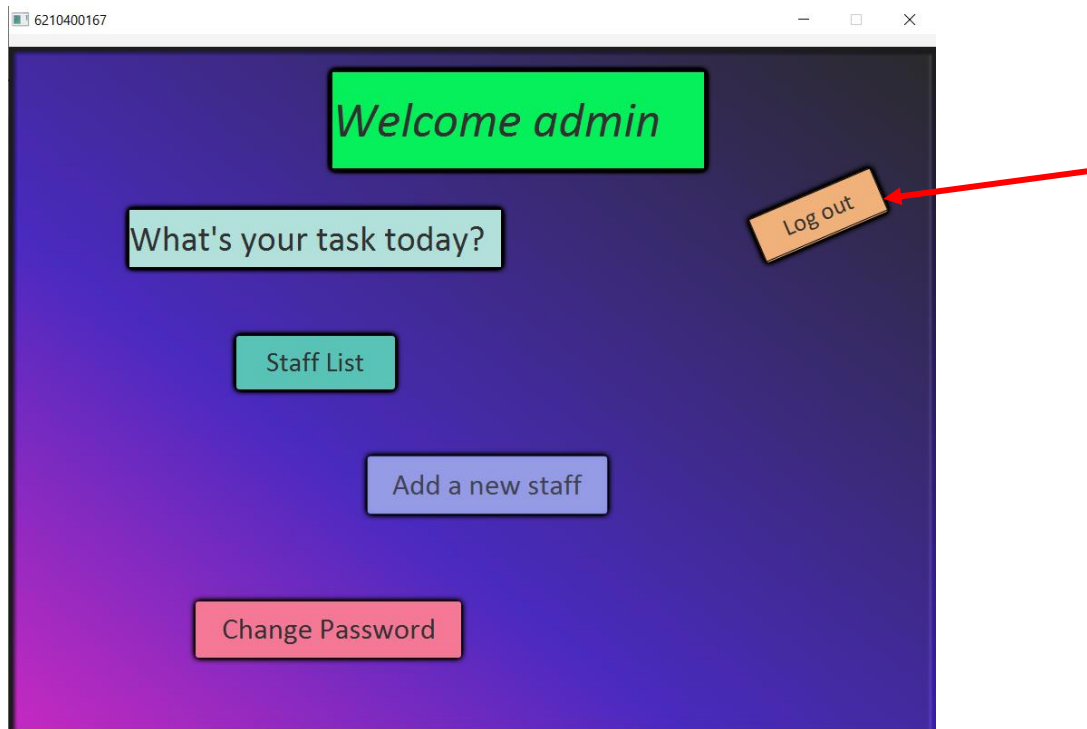 6210400167
Welcome admin
Log out
What's your task today?
Staff List
Add a new staff
Change Password